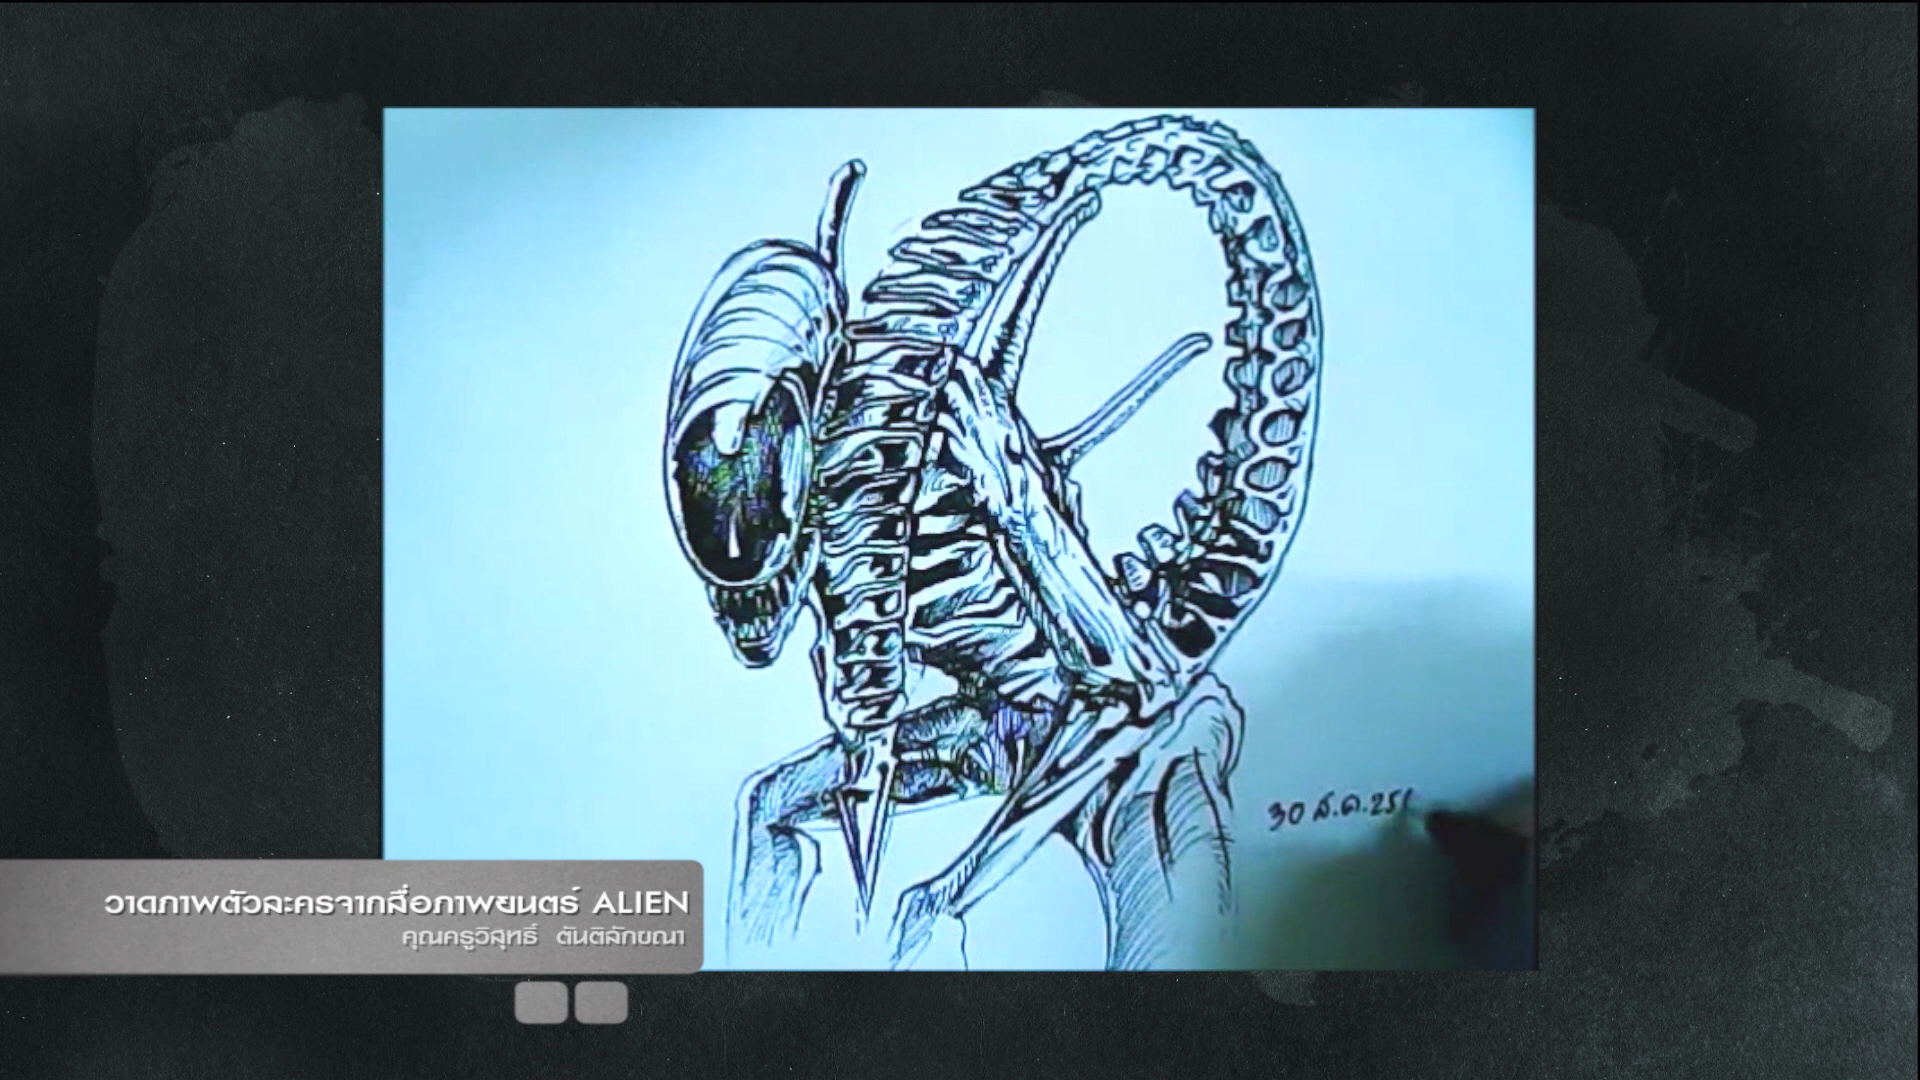 30 ส.ค. 251
วาดภาพตัวละครจากสื่อภาพยนตร์ ALIEN
คุณครูวิสุทธิ์ ตันติลักขณา